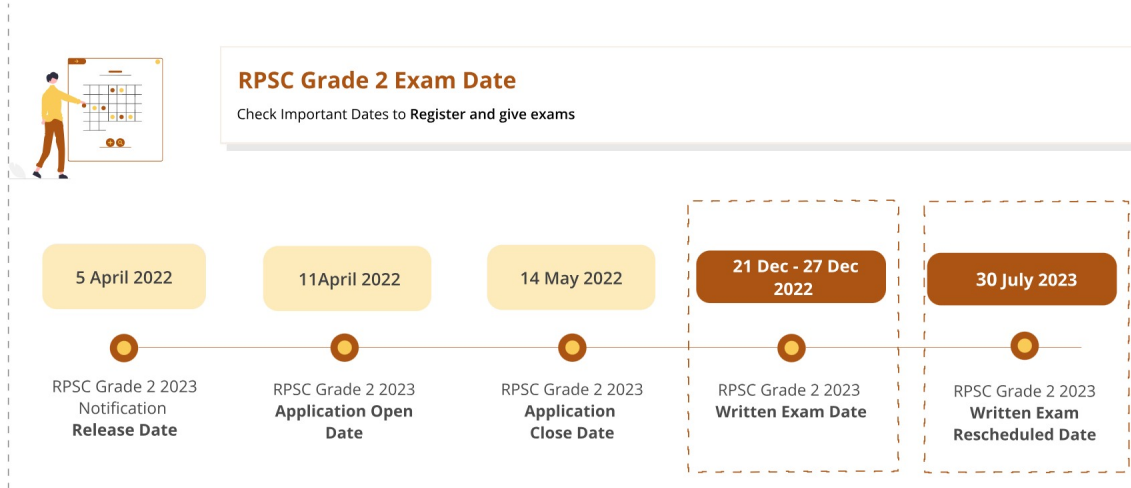 RPSC Grade 2 Exam Date
Check Important Dates to Register and give exams
5 April 2022
11April 2022
14 May 2022
21 Dec - 27 Dec
2022
30 July 2023
RPSC Grade 2 2023
Notification
Release Date
RPSC Grade 2 2023
Application Open
Date
RPSC Grade 2 2023
Application
Close Date
RPSC Grade 2 2023
Written Exam Date
RPSC Grade 2 2023
Written Exam
Rescheduled Date